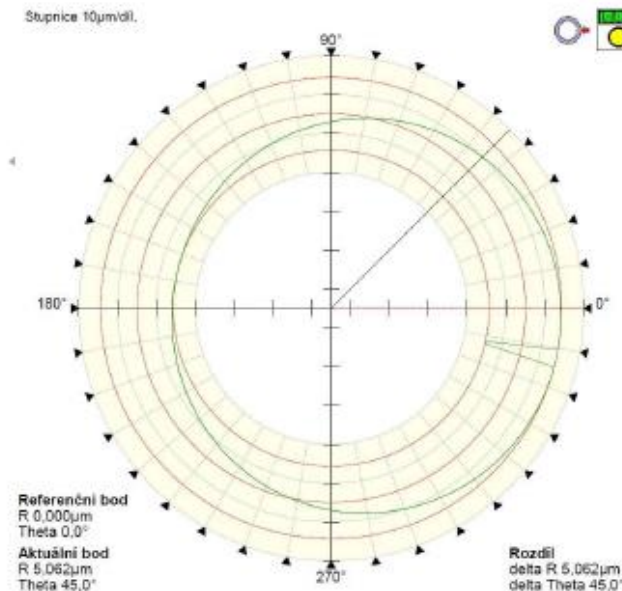 Stupnice 10µm/díl.
90°
180°
0°
270°
Referenční bod
R 0,000µm
Theta 0,0°
Aktuální bod
R 5,062µm
Theta 45,0°
Rozdíl
delta R 5,062µm
delta Theta 45,0°